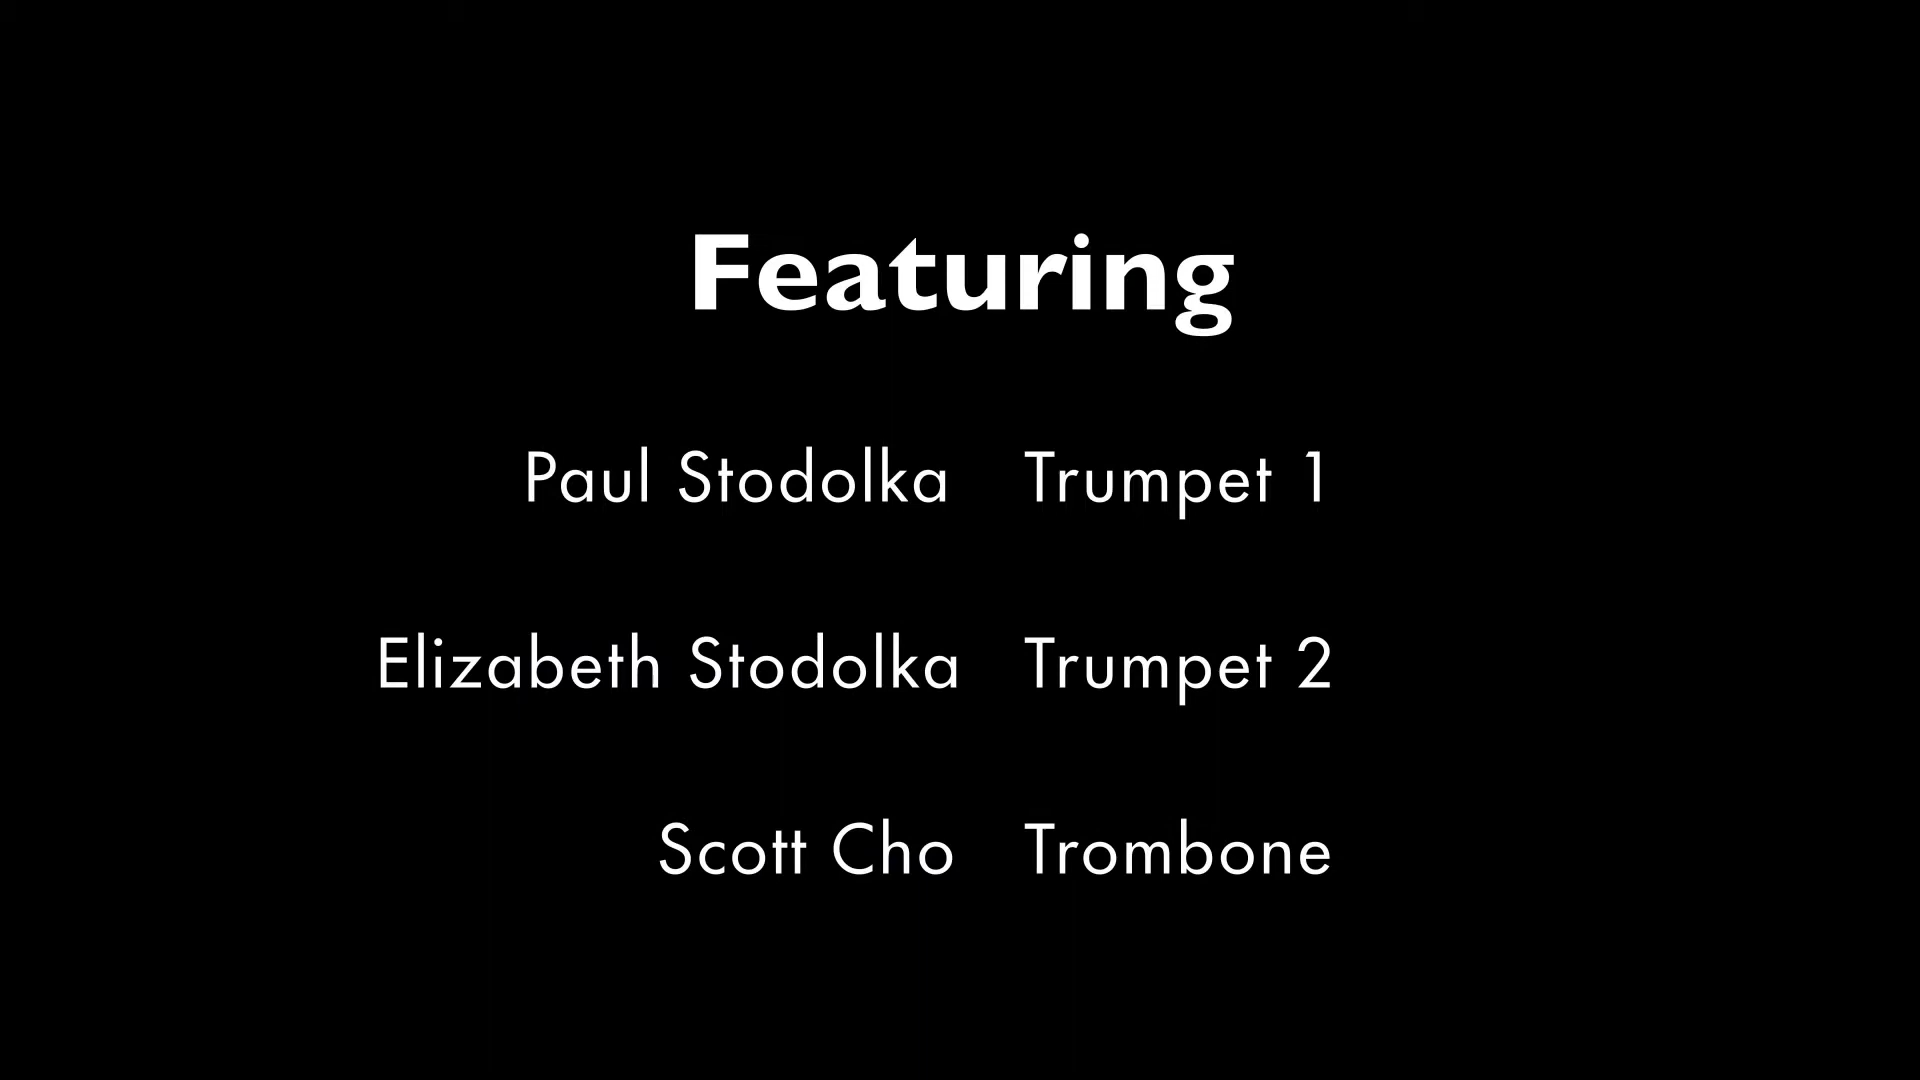 Featuring
Paul Stodolka Trumpet 1
Elizabeth Stodolka Trumpet 2
Scott Cho Trombone